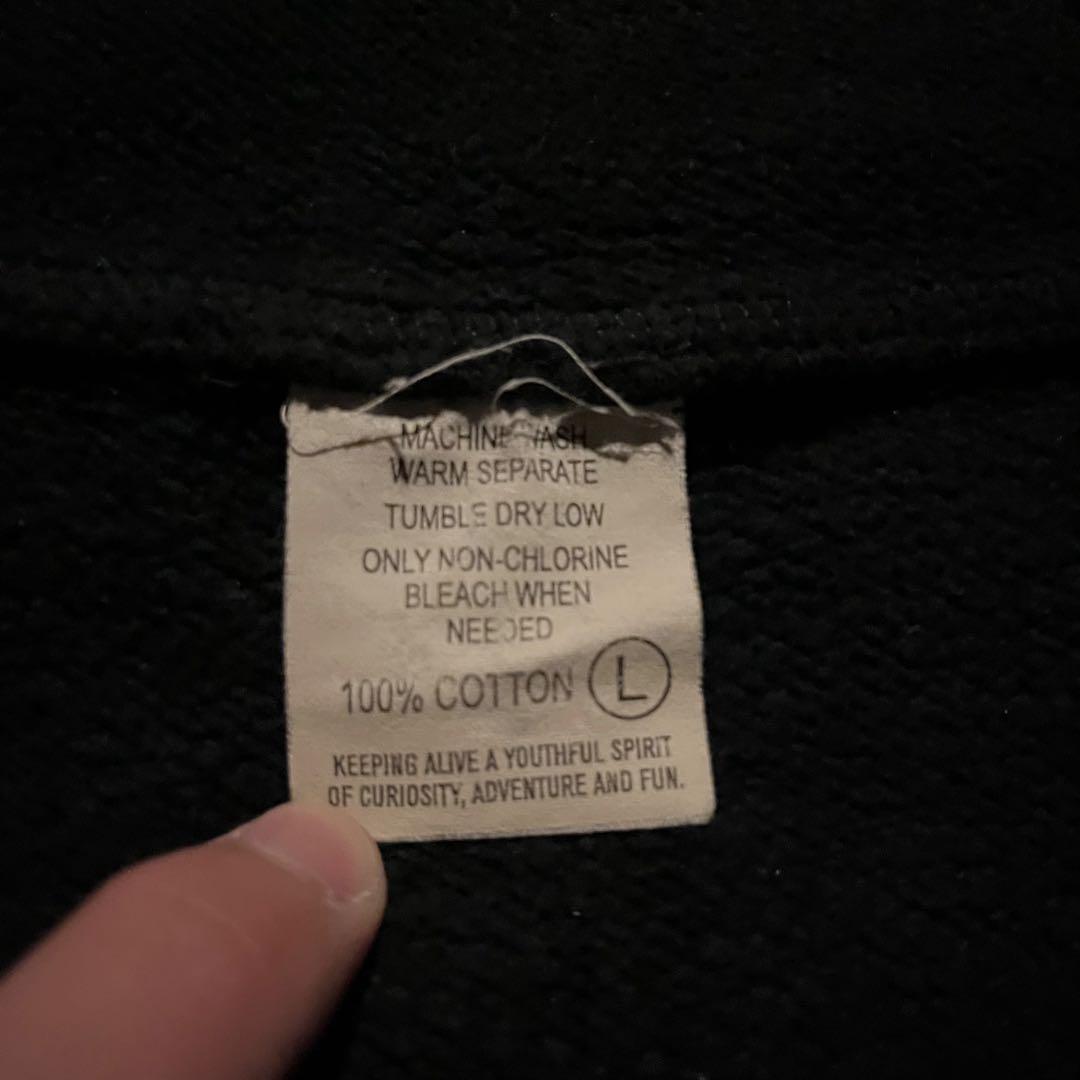 MACHINE WASH
WARM SEPARATE
TUMBLE DRY LOW
ONLY NON-CHLORINE
BLEACH WHEN
NEEDED
100% COTTON L
KEEPING ALIVE A YOUTHFUL SPIRIT
OF CURIOSITY, ADVENTURE AND FUN.